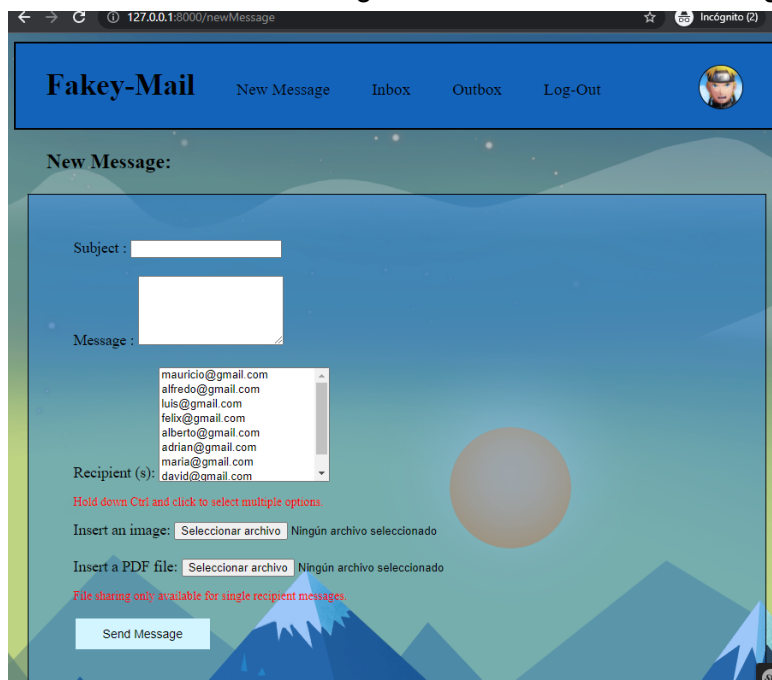 127.0.0.1:8000/newMessage Incógnito (2)
Fakey-Mail New Message Inbox Outbox Log-Out
New Message:
Subject :
Message :
mauricio@gmail.com
alfredo@gmail.com
luis@gmail.com
felix@gmail.com
alberto@gmail.com
adrian@gmail.com
maria@gmail.com
Recipient (s): david@gmail.com
Hold down Ctrl and click to select multiple options.
Insert an image: Seleccionar archivo Ningún archivo seleccionado
Insert a PDF file: Seleccionar archivo Ningún archivo seleccionado
File sharing only available for single recipient messages.
Send Message